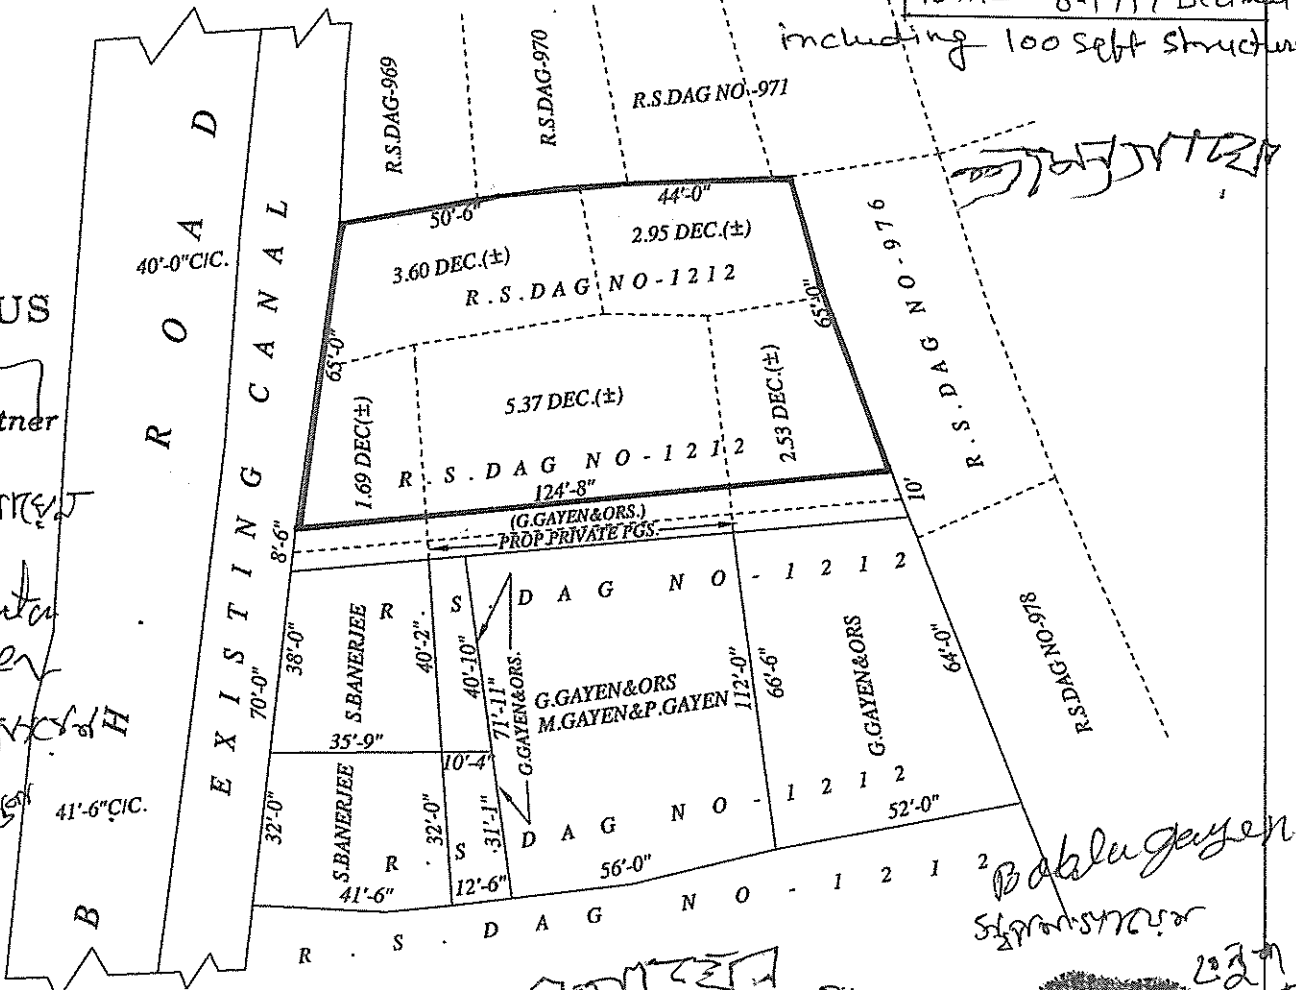 including 100 sqft structur
R.S.DAG-969
R.S.DAG-970
R.S.DAG NO.-971
R O A D
40'-0"C/C.
EXISTING CANAL
50'-6"
44'-0"
3.60 DEC.(±)
2.95 DEC.(±)
R.S.DAG NO-1212
R.S.DAG NO-976
US
tner
65'-0"
65'-0"
1.69 DEC(±)
5.37 DEC.(±)
2.53 DEC.(±)
R.S.DAG NO-1212
124'-8"
10'
(G.GAYEN&ORS.)
PROP.PRIVATE PGS.
8'-6"
R.S.DAG NO-1212
38'-0"
S.BANERJEE
40'-2"
40'-10"
71'-11"
G.GAYEN&ORS.
G.GAYEN&ORS
M.GAYEN&P.GAYEN
112'-0"
66'-6"
G.GAYEN&ORS
64'-0"
R.S.DAG NO-978
70'-0"
35'-9"
10'-4"
B H
41'-6"C/C.
32'-0"
S.BANERJEE
32'-0"
31'-1"
R.S.DAG NO-1212
52'-0"
56'-0"
41'-6"
12'-6"
R.S.DAG NO-1212
Bablu gayen